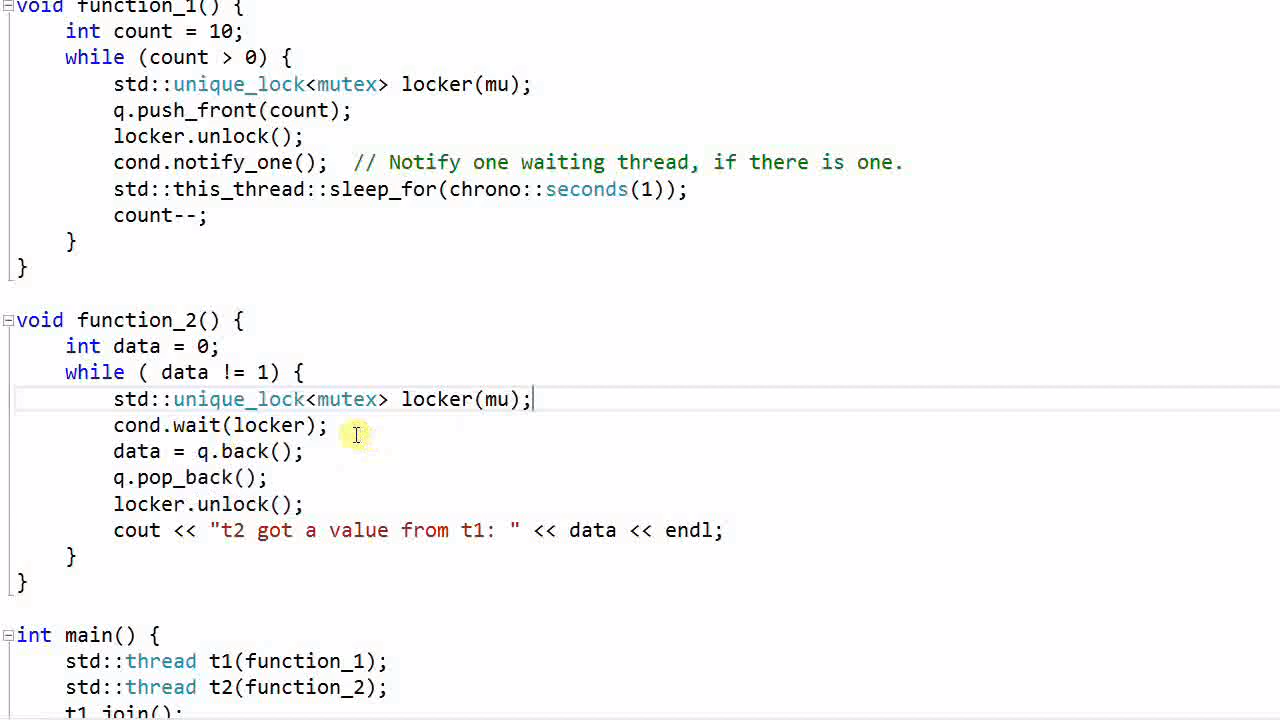 void function_1() {
    int count = 10;
    while (count > 0) {
        std::unique_lock<mutex> locker(mu);
        q.push_front(count);
        locker.unlock();
        cond.notify_one();  // Notify one waiting thread, if there is one.
        std::this_thread::sleep_for(chrono::seconds(1));
        count--;
    }
}
void function_2() {
    int data = 0;
    while ( data != 1) {
        std::unique_lock<mutex> locker(mu);
        cond.wait(locker);
        data = q.back();
        q.pop_back();
        locker.unlock();
        cout << "t2 got a value from t1: " << data << endl;
    }
}
int main() {
    std::thread t1(function_1);
    std::thread t2(function_2);
    t1.join();